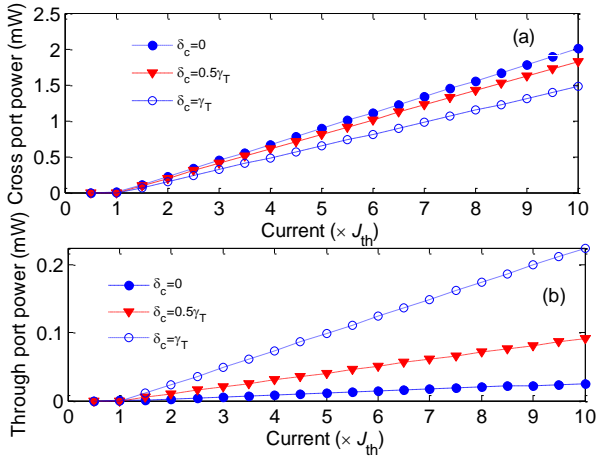 Cross port power (mW)
2.5
2
1.5
1
0.5
0
(a)
δc=0
δc=0.5γT
δc=γT
0 1 2 3 4 5 6 7 8 9 10
Current (× Jth)
Through port power (mW)
0.2
0.1
0
(b)
δc=0
δc=0.5γT
δc=γT
0 1 2 3 4 5 6 7 8 9 10
Current (× Jth)